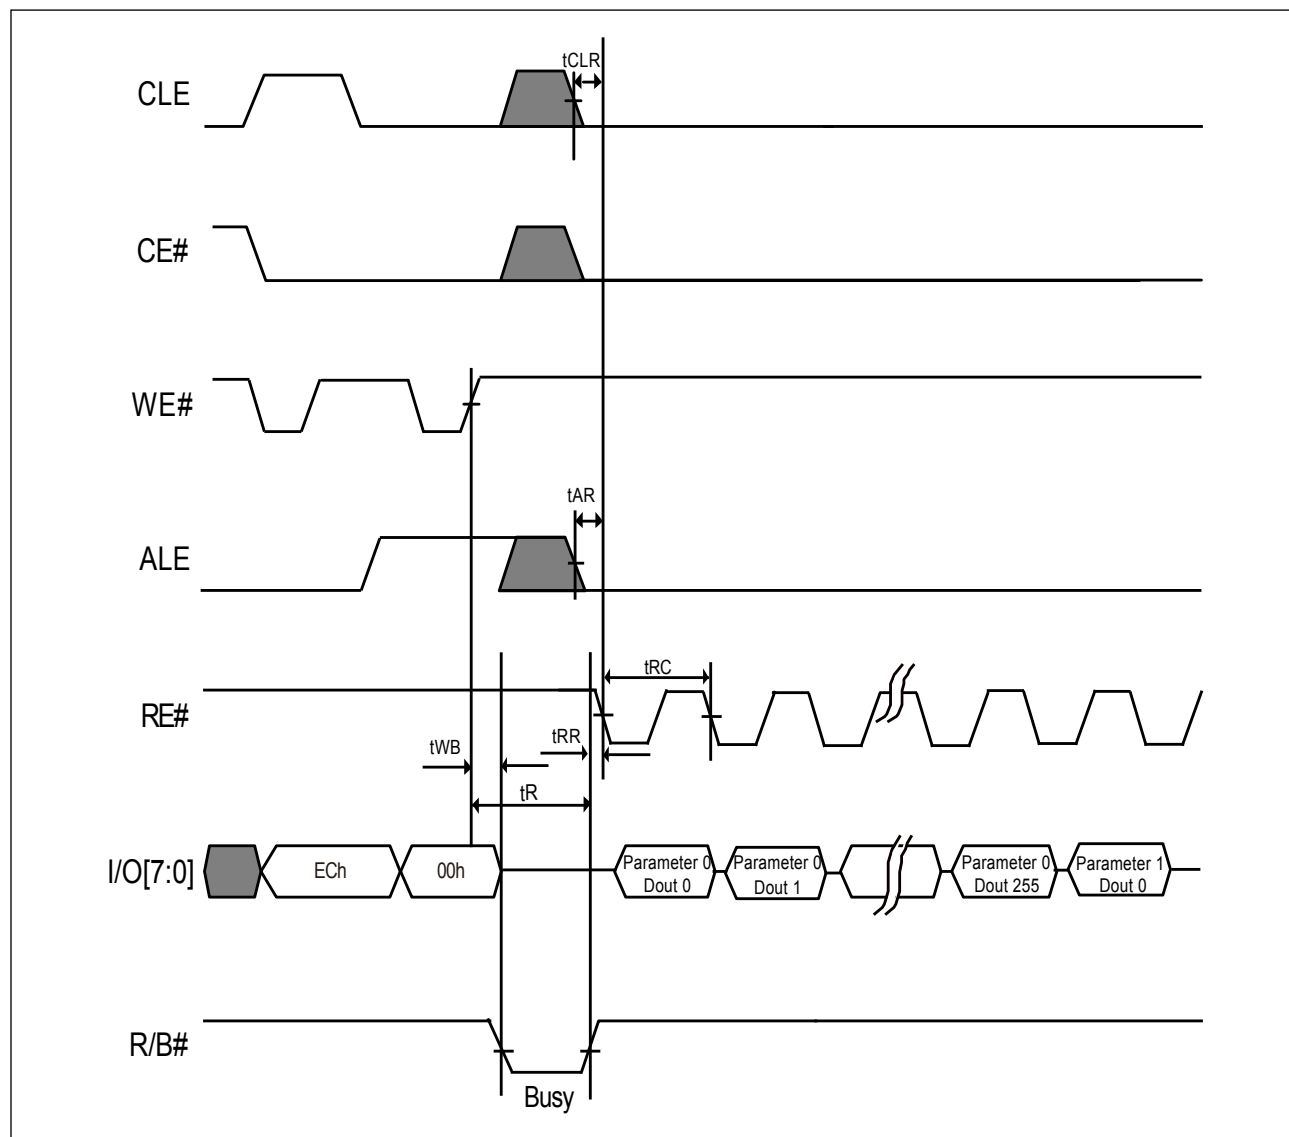 tCLR
CLE
CE#
WE#
tAR
ALE
tRC
RE#
tWB
tRR
tR
I/O[7:0]
ECh
00h
Parameter 0
Dout 0
Parameter 0
Dout 1
Parameter 0
Dout 255
Parameter 1
Dout 0
R/B#
Busy